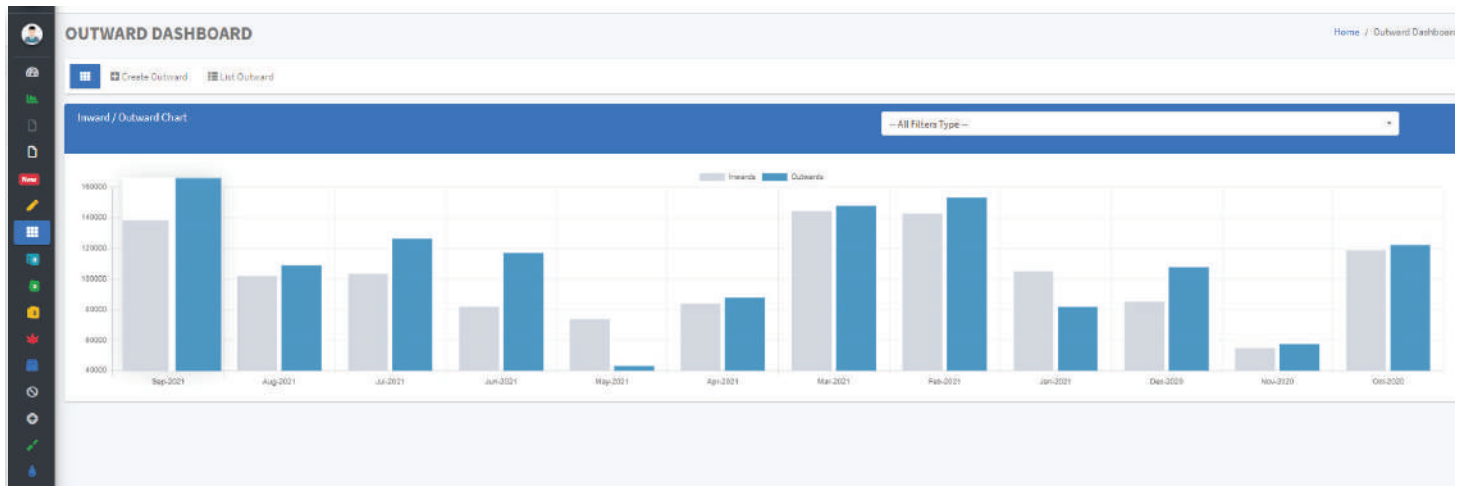 OUTWARD DASHBOARD
Home / Outward Dashboar
Create Outward
List Outward
Inward / Outward Chart
-- All Filters Type --
New
Inwards
Outwards
160000
140000
120000
100000
80000
60000
40000
Sep-2021
Aug-2021
Jul-2021
Jun-2021
May-2021
Apr-2021
Mar-2021
Feb-2021
Jan-2021
Dec-2020
Nov-2020
Oct-2020